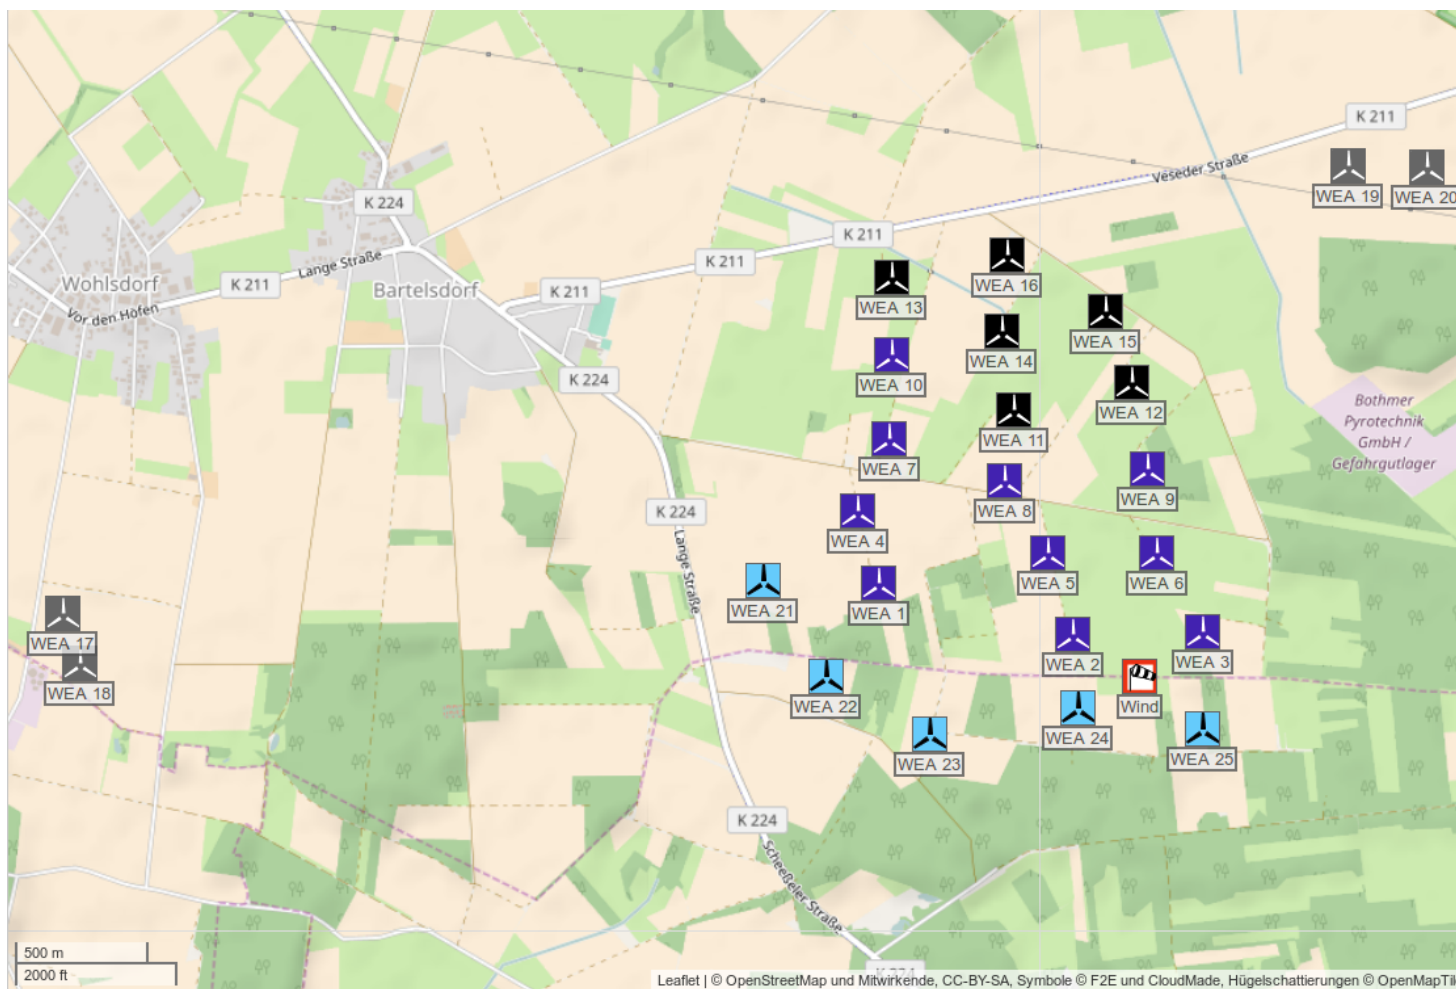 K 211
Veseder Straße
WEA 19
WEA 20
K 224
K 211
Lange Straße
K 211
K 211
Wohlsdorf
K 211
Bartelsdorf
K 211
Vor den Höfen
WEA 16
WEA 13
WEA 15
WEA 14
K 224
WEA 10
WEA 12
Bothmer
Pyrotechnik
GmbH /
Gefahrgutlager
WEA 11
WEA 7
WEA 9
K 224
WEA 8
WEA 4
Lange Straße
WEA 5
WEA 6
WEA 21
WEA 1
WEA 17
WEA 2
WEA 3
WEA 18
WEA 22
Wind
WEA 24
WEA 23
WEA 25
K 224
Scheeßeler Straße
500 m
2000 ft
K 224
Leaflet | © OpenStreetMap und Mitwirkende, CC-BY-SA, Symbole © F2E und CloudMade, Hügelschattierungen © OpenMapTil